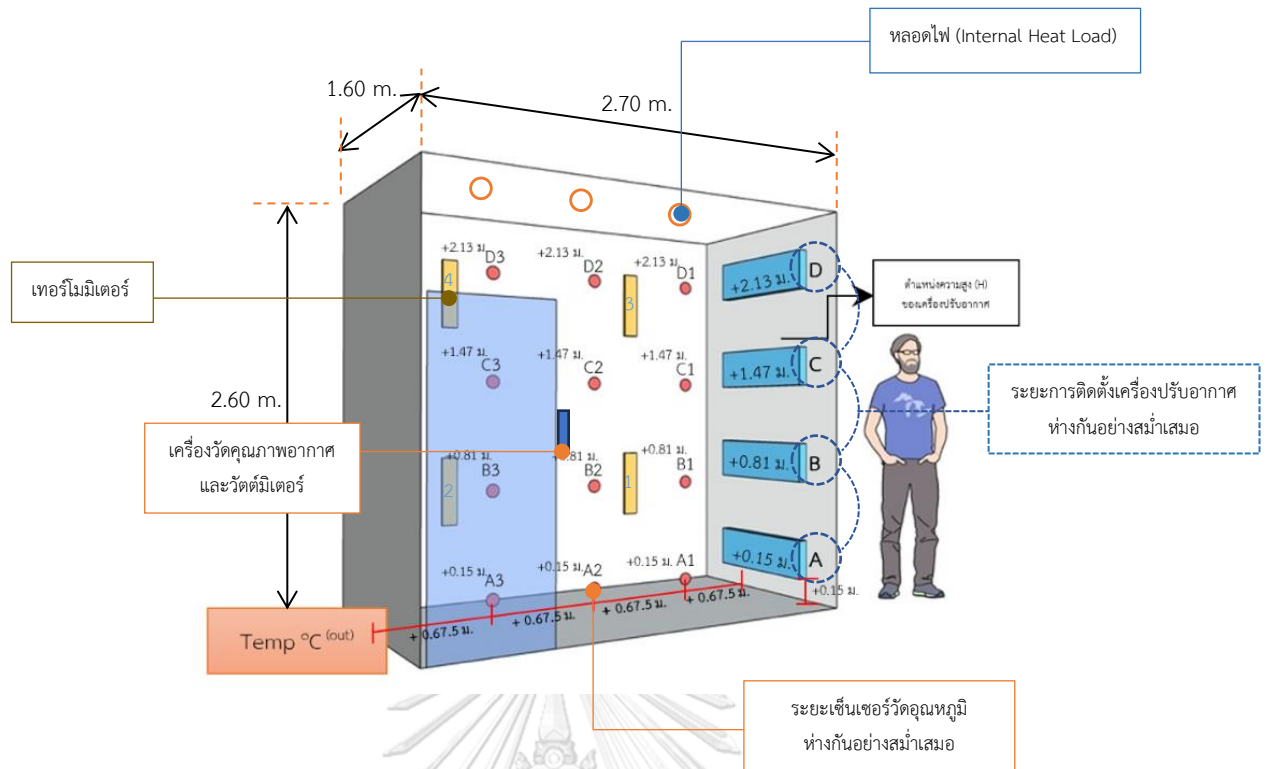 หลอดไฟ (Internal Heat Load)
1.60 m.
2.70 m.
+2.13 ม.
D3
+2.13 ม.
D2
+2.13 ม.
D1
+2.13 ม.
D
4
3
เทอร์โมมิเตอร์
ตำแหน่งความสูง (H)
ของเครื่องปรับอากาศ
+1.47 ม.
C3
+1.47 ม.
C2
+1.47 ม.
C1
+1.47 ม.
C
2.60 m.
ระยะการติดตั้งเครื่องปรับอากาศ
ห่างกันอย่างสม่ำเสมอ
เครื่องวัดคุณภาพอากาศ
และวัตต์มิเตอร์
+0.81 ม.
B3
+0.81 ม.
B2
+0.81 ม.
B1
+0.81 ม.
B
2
1
+0.15 ม.
A3
+0.15 ม.
A2
+0.15 ม.
A1
+0.15 ม.
A
+0.15 ม.
+ 0.67.5 ม.
+ 0.67.5 ม.
+ 0.67.5 ม.
+ 0.67.5 ม.
Temp °C (out)
ระยะเซ็นเซอร์วัดอุณหภูมิ
ห่างกันอย่างสม่ำเสมอ